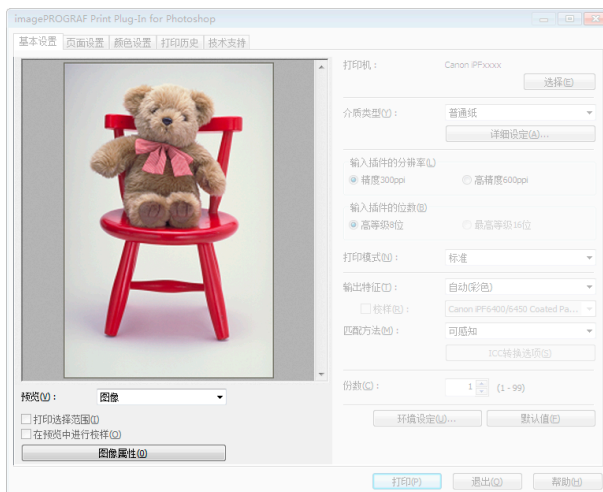 imagePROGRAF Print Plug-In for Photoshop
基本设置 页面设置 颜色设置 打印历史 技术支持
打印机： Canon iPFxxxx
选择(E)
介质类型(Y)： 普通纸
详细设定(A)...
输入插件的分辨率(L)
精度300ppi 高精度600ppi
输入插件的位数(B)
高等级8位 最高等级16位
打印模式(N)： 标准
输出特征(T)： 自动(彩色)
校样(R)： Canon iPF6400/6450 Coated Pa...
匹配方法(M)： 可感知
ICC转换选项(S)
份数(C)： 1 (1 - 99)
环境设定(U)... 默认值(F)
预览(V)： 图像
打印选择范围(I)
在预览中进行校样(O)
图像属性(J)
打印(P) 退出(Q) 帮助(H)